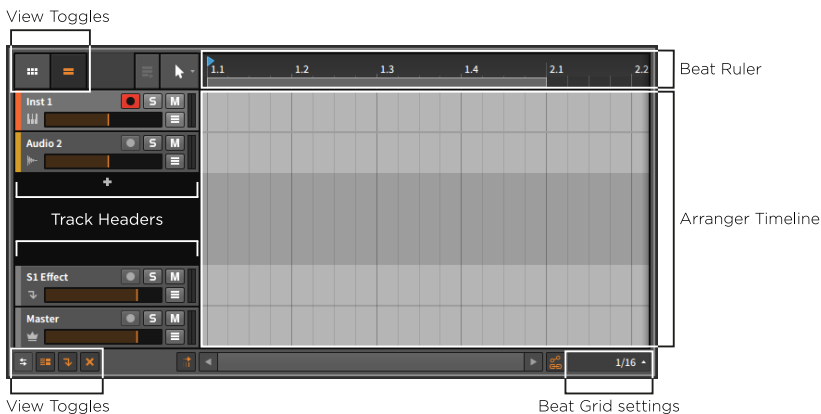 View Toggles
1.1 1.2 1.3 1.4 2.1 2.2
Beat Ruler
Inst 1 S M
Audio 2 S M
+
Track Headers
Arranger Timeline
S1 Effect S M
Master S M
1/16
View Toggles
Beat Grid settings